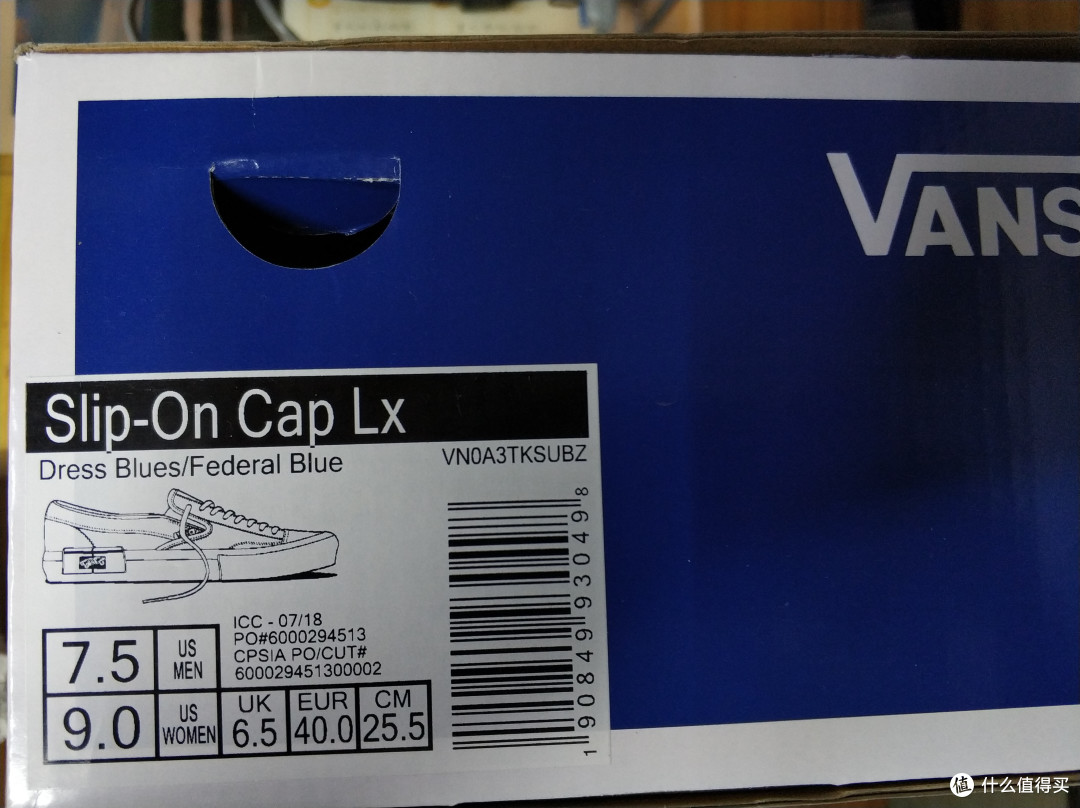 VANS
Slip-On Cap Lx
Dress Blues/Federal Blue
VN0A3TKSUBZ
ICC - 07/18
PO#6000294513
CPSIA PO/CUT#
600029451300002
7.5 US MEN
9.0 US WOMEN
UK 6.5
EUR 40.0
CM 25.5
1 90849 93049 8
值 什么值得买